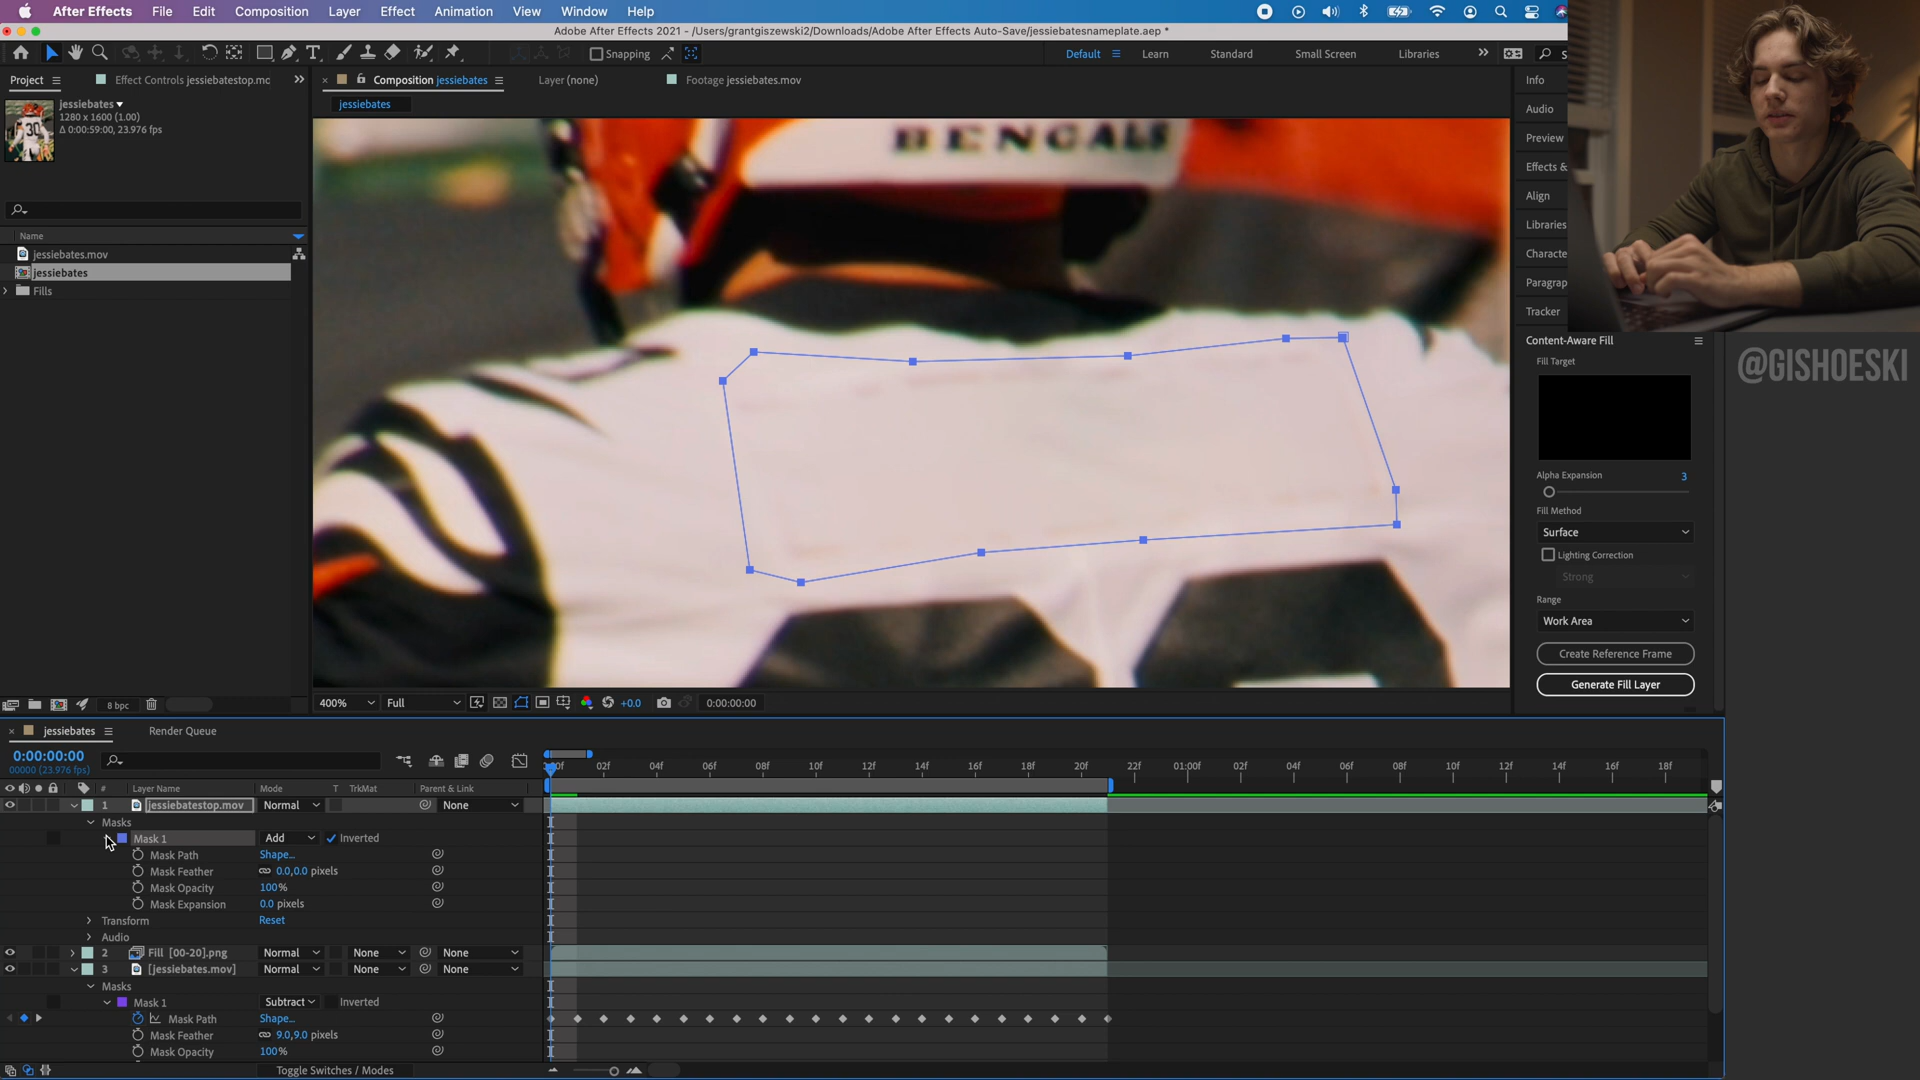 After Effects File Edit Composition Layer Effect Animation View Window Help
Adobe After Effects 2021 - /Users/grantgiszewski2/Downloads/Adobe After Effects Auto-Save/jessiebatesnameplate.aep *
Snapping Default Learn Standard Small Screen Libraries
Project Effect Controls jessiebatestop.mc Composition jessiebates Layer (none) Footage jessiebates.mov Info
jessiebates
jessiebates
1280 x 1600 (1.00)
Δ 0:00:59:00, 23.976 fps
Audio
Preview
Effects &
Align
Libraries
Characte
Paragrap
Tracker
BENGALS
30
Name
jessiebates.mov
jessiebates
Fills
Content-Aware Fill
Fill Target
@GISHOESKI
Alpha Expansion 3
Fill Method
Surface
Lighting Correction
Strong
Range
Work Area
Create Reference Frame
Generate Fill Layer
8 bpc 400% Full +0.0 0:00:00:00
jessiebates Render Queue
0:00:00:00
00000 (23.976 fps)
02f 04f 06f 08f 10f 12f 14f 16f 18f 20f 22f 01:00f 02f 04f 06f 08f 10f 12f 14f 16f 18f
# Layer Name Mode T TrkMat Parent & Link
1 jessiebatestop.mov Normal None
Masks
Mask 1 Add Inverted
Mask Path Shape...
Mask Feather 0.0,0.0 pixels
Mask Opacity 100%
Mask Expansion 0.0 pixels
Transform Reset
Audio
2 Fill [00-20].png Normal None None
3 [jessiebates.mov] Normal None None
Masks
Mask 1 Subtract Inverted
Mask Path Shape...
Mask Feather 9.0,9.0 pixels
Mask Opacity 100%
Toggle Switches / Modes